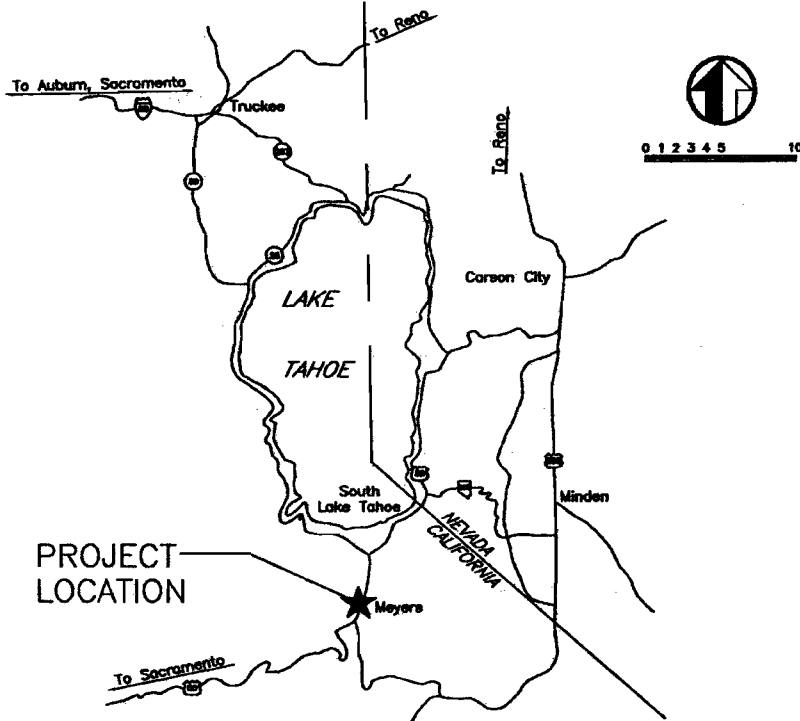 To Reno
To Auburn, Sacramento
Truckee
To Reno
0 1 2 3 4 5 10
Carson City
LAKE
TAHOE
South
Lake Tahoe
Minden
NEVADA
CALIFORNIA
PROJECT
LOCATION
Meyers
To Sacramento